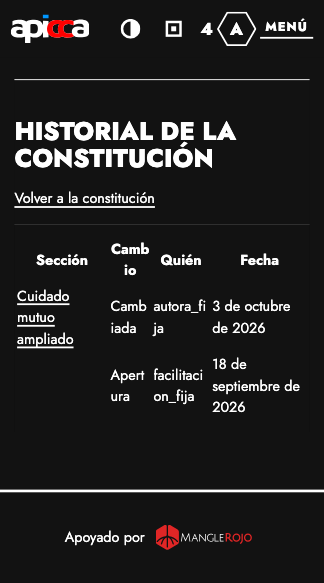 apicca 4 A MENÚ
HISTORIAL DE LA
CONSTITUCIÓN
Volver a la constitución
Sección Camb
io Quién Fecha
Cuidado
mutuo
ampliado
Camb
iada
autora_fi
ja
3 de octubre
de 2026
Apert
ura
facilitaci
on_fija
18 de
septiembre de
2026
Apoyado por MANGLEROJO